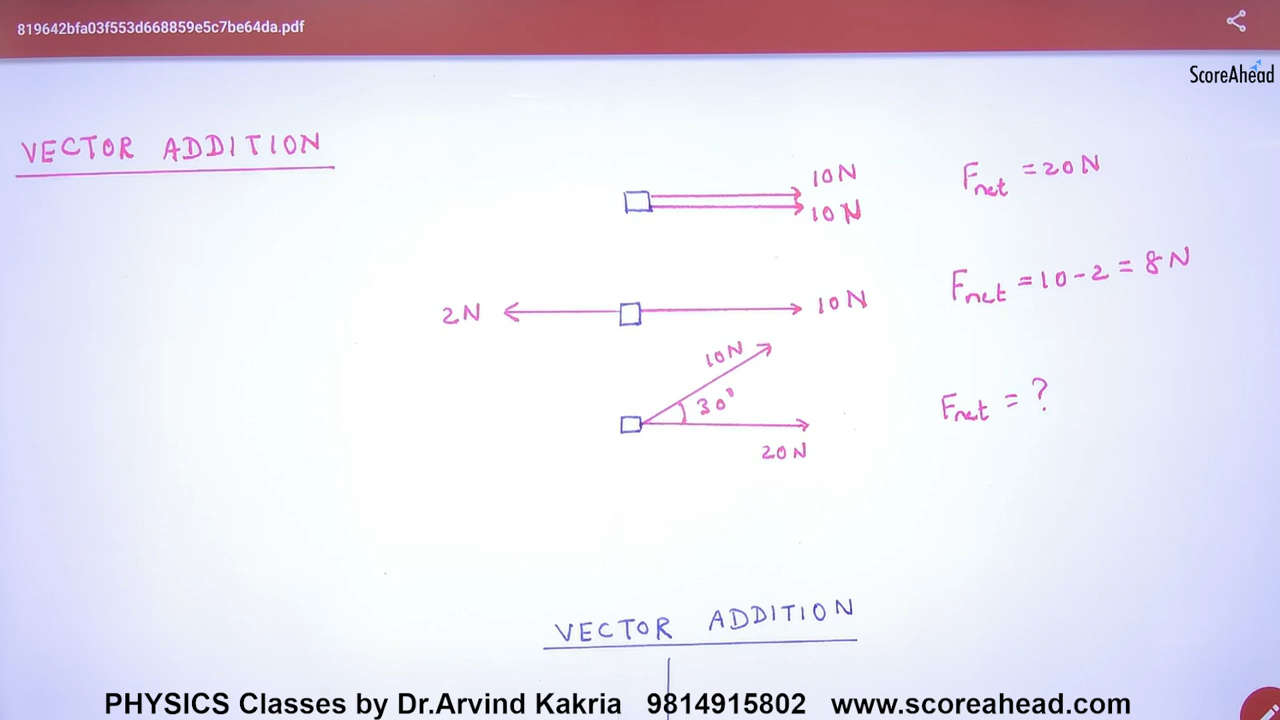 819642bfa03f553d668859e5c7be64da.pdf
ScoreAhead
VECTOR ADDITION
10N
10N
Fnet = 20N
2N
10N
Fnet = 10-2 = 8N
10N
30°
20N
Fnet = ?
VECTOR ADDITION
PHYSICS Classes by Dr.Arvind Kakria 9814915802 www.scoreahead.com